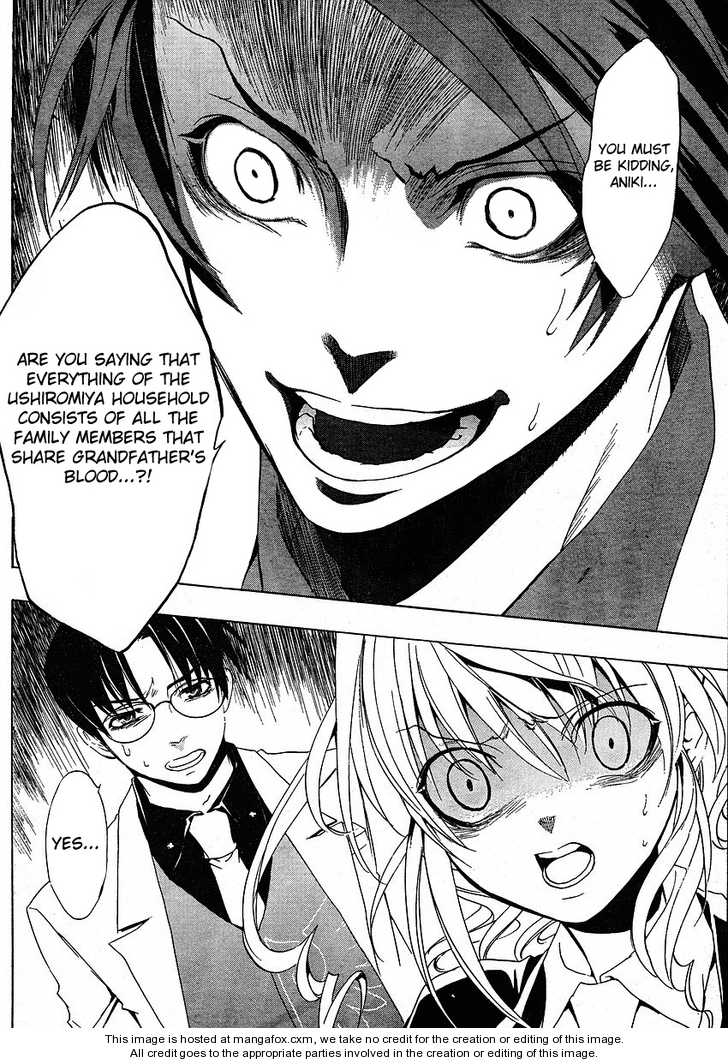 YOU MUST
BE KIDDING,
ANIKI...
ARE YOU SAYING THAT
EVERYTHING OF THE
USHIROMIYA HOUSEHOLD
CONSISTS OF ALL THE
FAMILY MEMBERS THAT
SHARE GRANDFATHER'S
BLOOD...?!
YES...
This image is hosted at mangafox.cxm, we take no credit for the creation or editing of this image.
All credit goes to the appropriate parties involved in the creation or editing of this image.